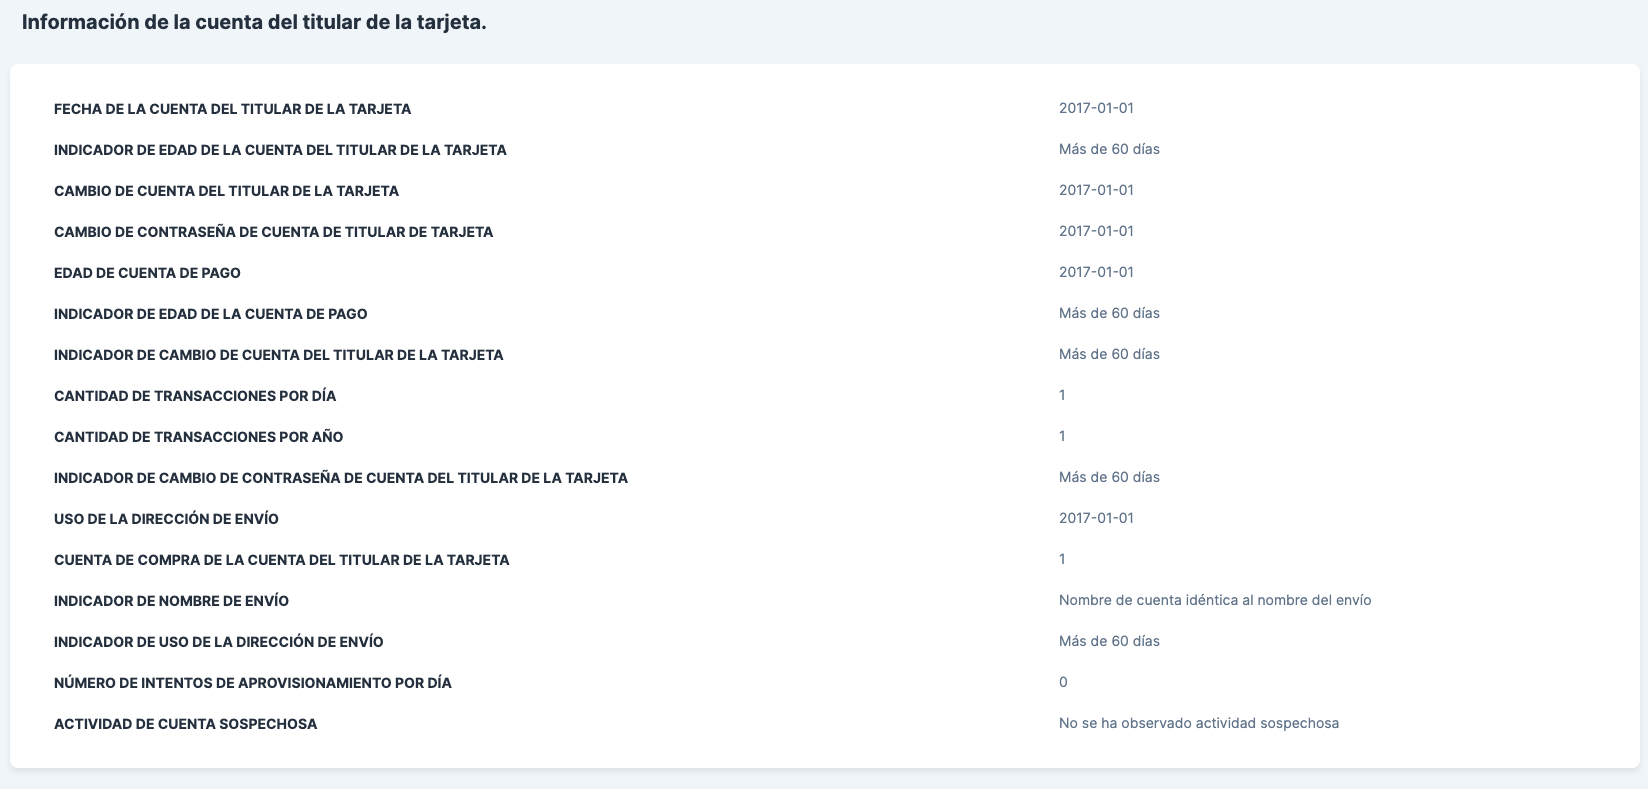 Información de la cuenta del titular de la tarjeta.
FECHA DE LA CUENTA DEL TITULAR DE LA TARJETA 2017-01-01
INDICADOR DE EDAD DE LA CUENTA DEL TITULAR DE LA TARJETA Más de 60 días
CAMBIO DE CUENTA DEL TITULAR DE LA TARJETA 2017-01-01
CAMBIO DE CONTRASEÑA DE CUENTA DE TITULAR DE TARJETA 2017-01-01
EDAD DE CUENTA DE PAGO 2017-01-01
INDICADOR DE EDAD DE LA CUENTA DE PAGO Más de 60 días
INDICADOR DE CAMBIO DE CUENTA DEL TITULAR DE LA TARJETA Más de 60 días
CANTIDAD DE TRANSACCIONES POR DÍA 1
CANTIDAD DE TRANSACCIONES POR AÑO 1
INDICADOR DE CAMBIO DE CONTRASEÑA DE CUENTA DEL TITULAR DE LA TARJETA Más de 60 días
USO DE LA DIRECCIÓN DE ENVÍO 2017-01-01
CUENTA DE COMPRA DE LA CUENTA DEL TITULAR DE LA TARJETA 1
INDICADOR DE NOMBRE DE ENVÍO Nombre de cuenta idéntica al nombre del envío
INDICADOR DE USO DE LA DIRECCIÓN DE ENVÍO Más de 60 días
NÚMERO DE INTENTOS DE APROVISIONAMIENTO POR DÍA 0
ACTIVIDAD DE CUENTA SOSPECHOSA No se ha observado actividad sospechosa